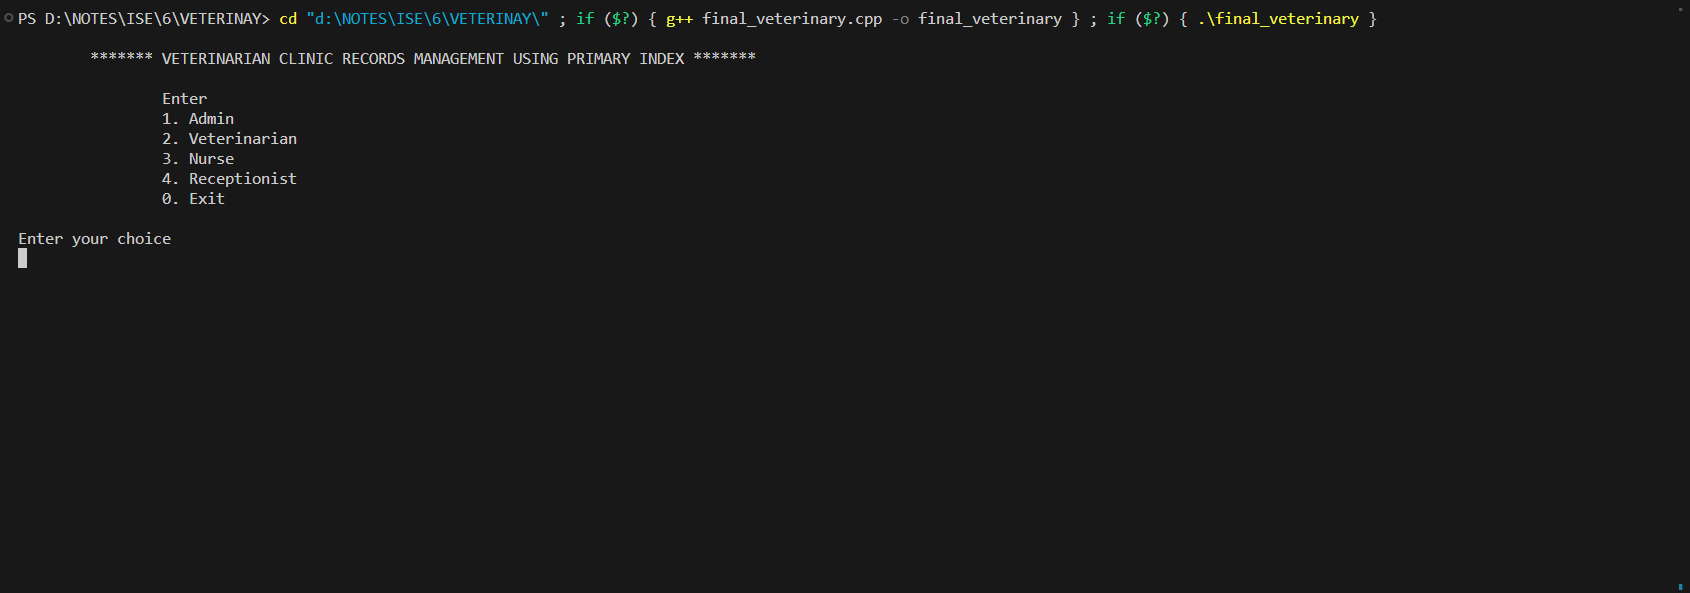 PS D:\NOTES\ISE\6\VETERINAY> cd "d:\NOTES\ISE\6\VETERINAY\" ; if ($?) { g++ final_veterinary.cpp -o final_veterinary } ; if ($?) { .\final_veterinary }
******* VETERINARIAN CLINIC RECORDS MANAGEMENT USING PRIMARY INDEX *******
Enter
1. Admin
2. Veterinarian
3. Nurse
4. Receptionist
0. Exit
Enter your choice